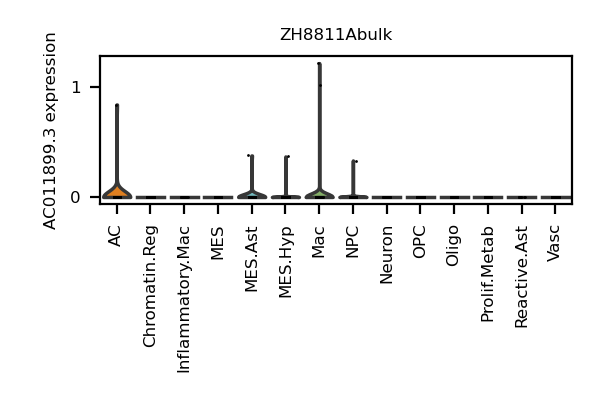 ZH8811Abulk
AC011899.3 expression
1
0
AC
Chromatin.Reg
Inflammatory.Mac
MES
MES.Ast
MES.Hyp
Mac
NPC
Neuron
OPC
Oligo
Prolif.Metab
Reactive.Ast
Vasc